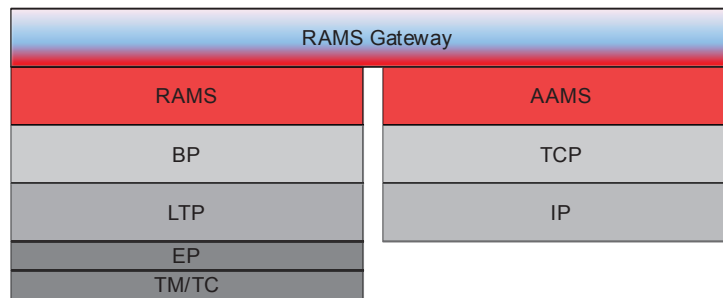 RAMS Gateway
RAMS
AAMS
BP
TCP
LTP
IP
EP
TM/TC